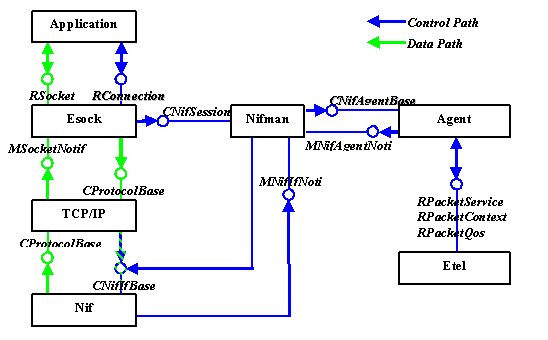 Application
Control Path
Data Path
RSocket
RConnection
CNifSession
CNifAgentBase
Esock
Nifman
Agent
MSocketNotif
MNifAgentNoti
CProtocolBase
MNifIfNoti
RPacketService
RPacketContext
RPacketQos
TCP/IP
CProtocolBase
CNifIfBase
Etel
Nif